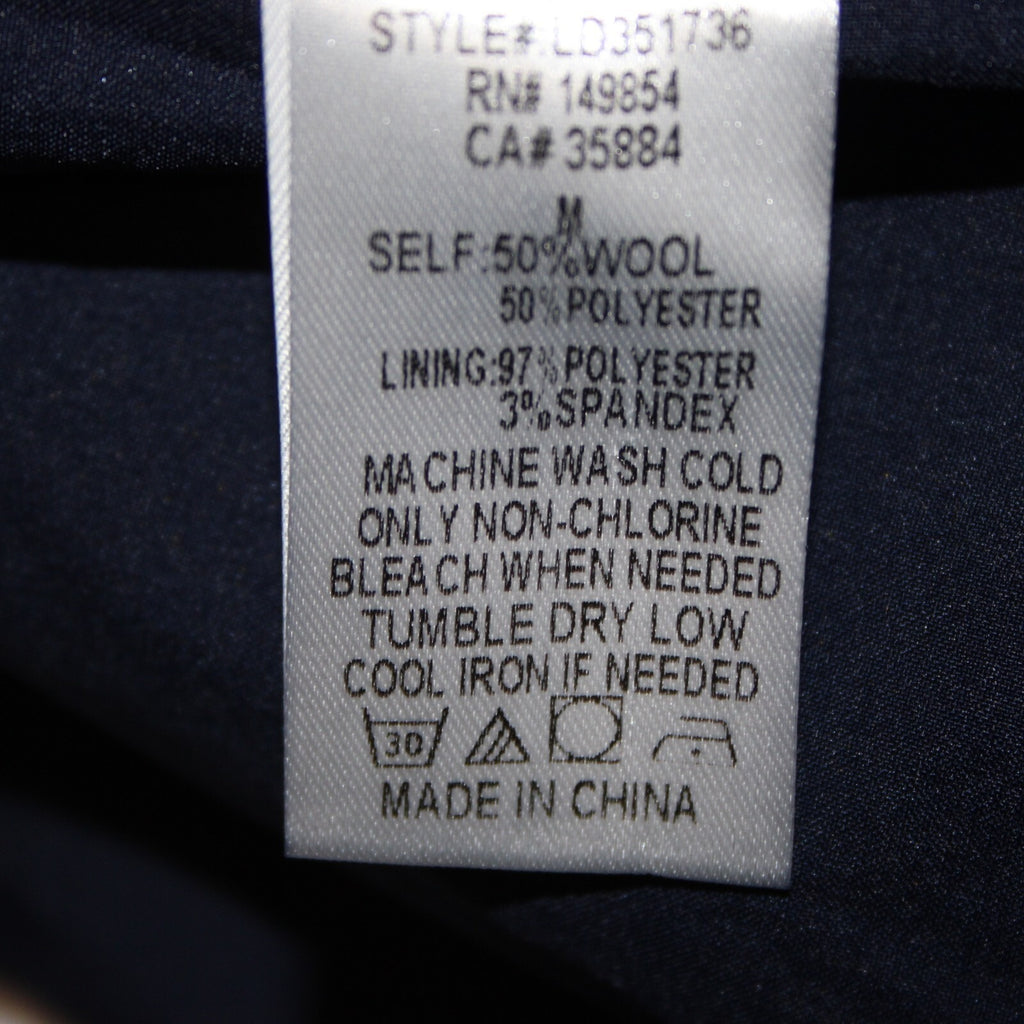 STYLE#:LD351736
RN# 149854
CA# 35884
M
SELF:50%WOOL
50%POLYESTER
LINING:97%POLYESTER
3%SPANDEX
MACHINE WASH COLD
ONLY NON-CHLORINE
BLEACH WHEN NEEDED
TUMBLE DRY LOW
COOL IRON IF NEEDED
30
MADE IN CHINA